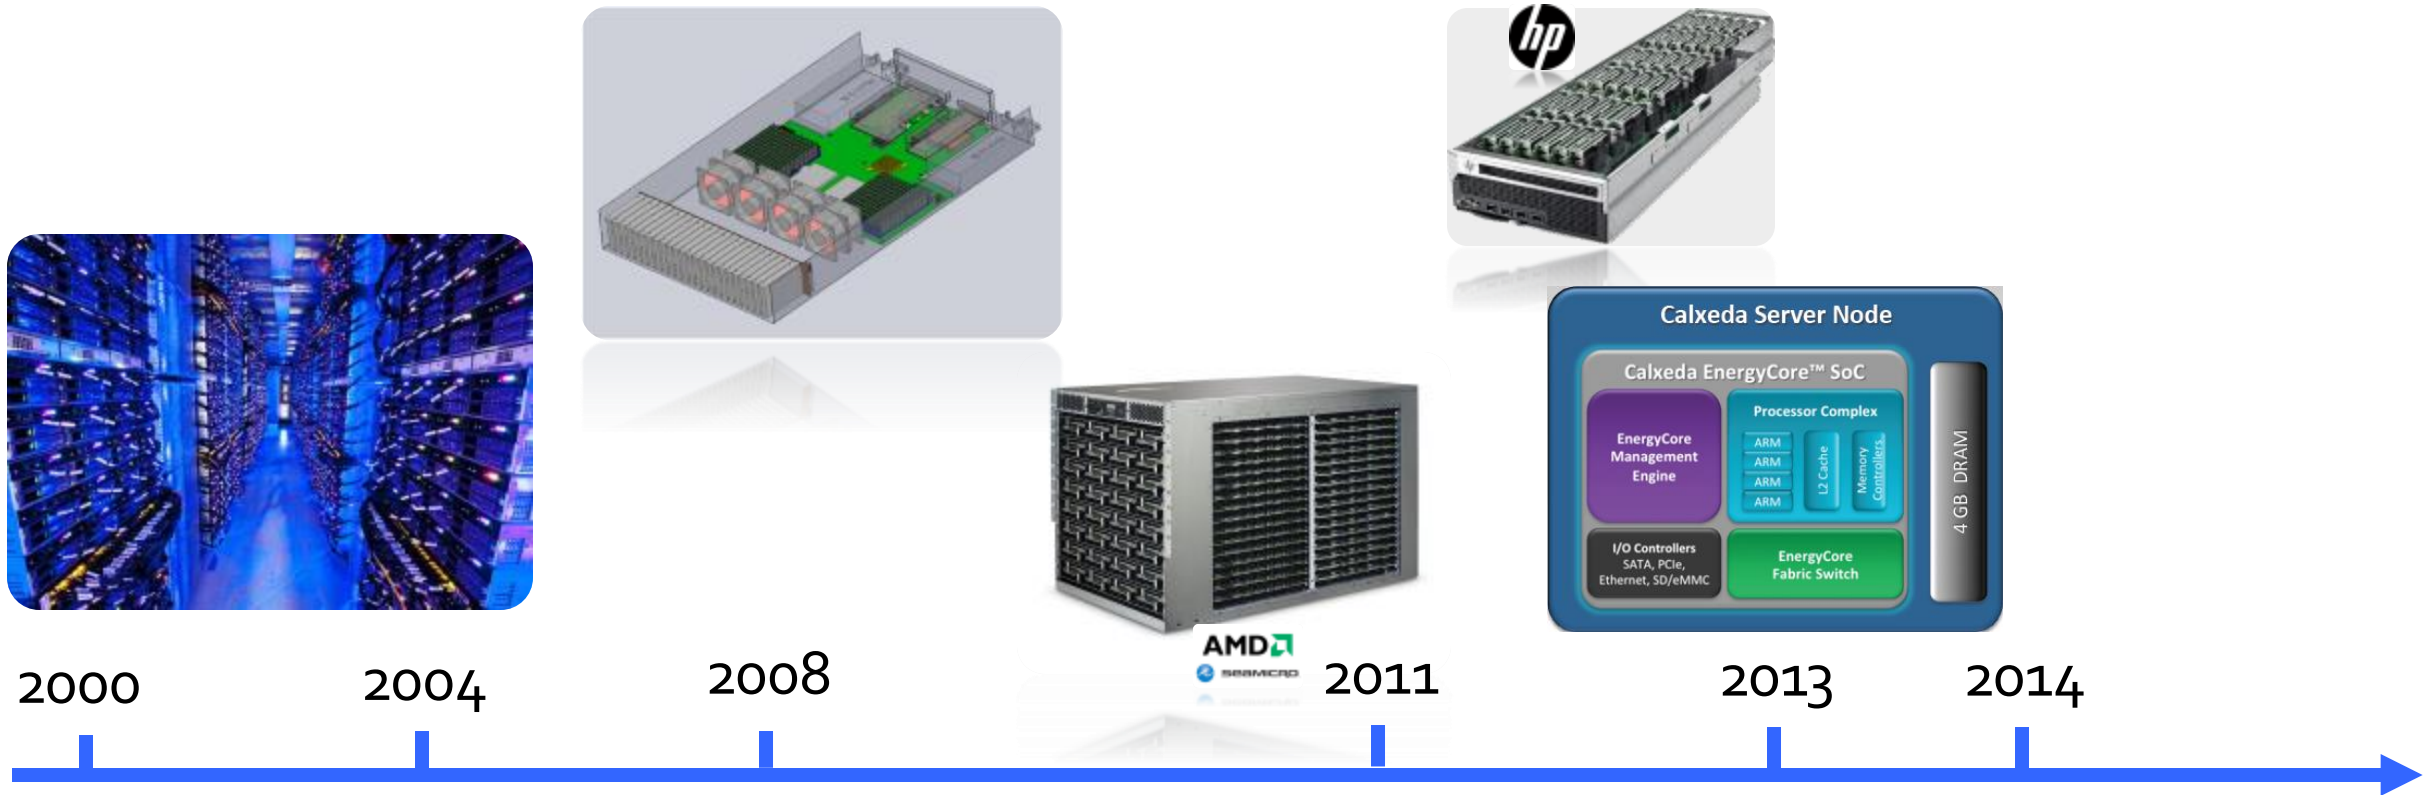 hp
Calxeda Server Node
Calxeda EnergyCore™ SoC
EnergyCore
Management
Engine
Processor Complex
ARM
ARM
ARM
ARM
L2 Cache
Memory
Controllers
4 GB DRAM
I/O Controllers
SATA, PCIe,
Ethernet, SD/eMMC
EnergyCore
Fabric Switch
AMD
SEAMICRO
2000
2004
2008
2011
2013
2014